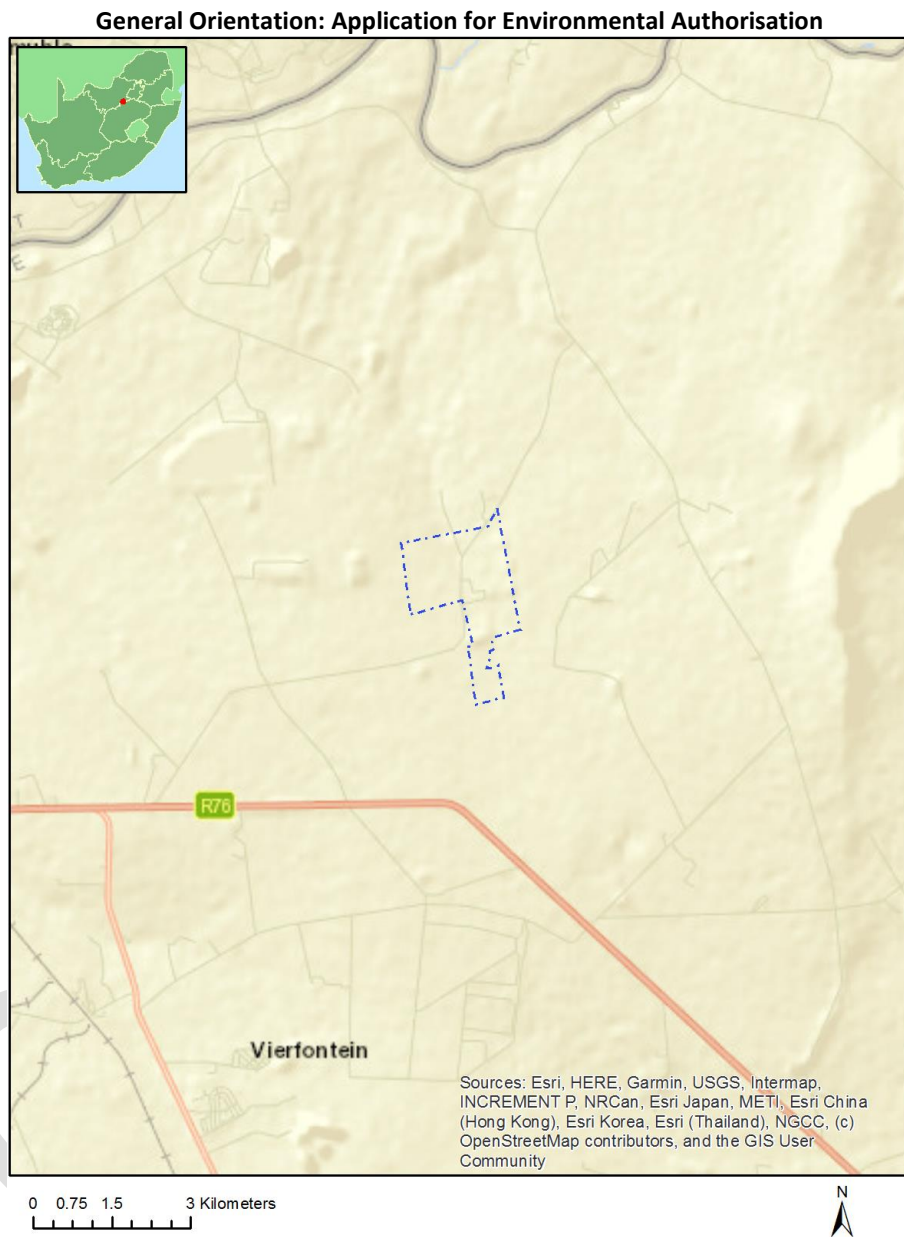 General Orientation: Application for Environmental Authorisation
T
E
R76
Vierfontein
Sources: Esri, HERE, Garmin, USGS, Intermap,
INCREMENT P, NRCan, Esri Japan, METI, Esri China
(Hong Kong), Esri Korea, Esri (Thailand), NGCC, (c)
OpenStreetMap contributors, and the GIS User
Community
0 0.75 1.5 3 Kilometers
N